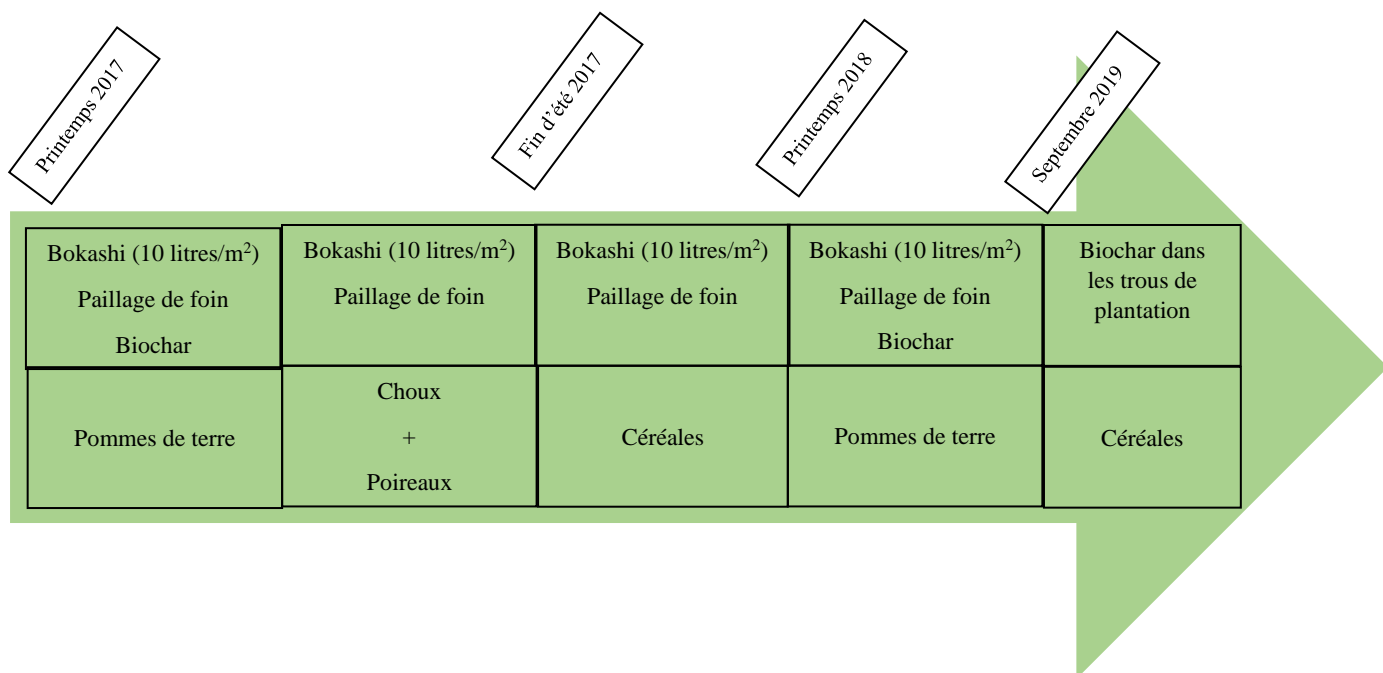 Printemps 2017
Fin d'été 2017
Printemps 2018
Septembre 2019
Bokashi (10 litres/m²)
Paillage de foin
Biochar
Bokashi (10 litres/m²)
Paillage de foin
Bokashi (10 litres/m²)
Paillage de foin
Bokashi (10 litres/m²)
Paillage de foin
Biochar
Biochar dans
les trous de
plantation
Pommes de terre
Choux
+
Poireaux
Céréales
Pommes de terre
Céréales